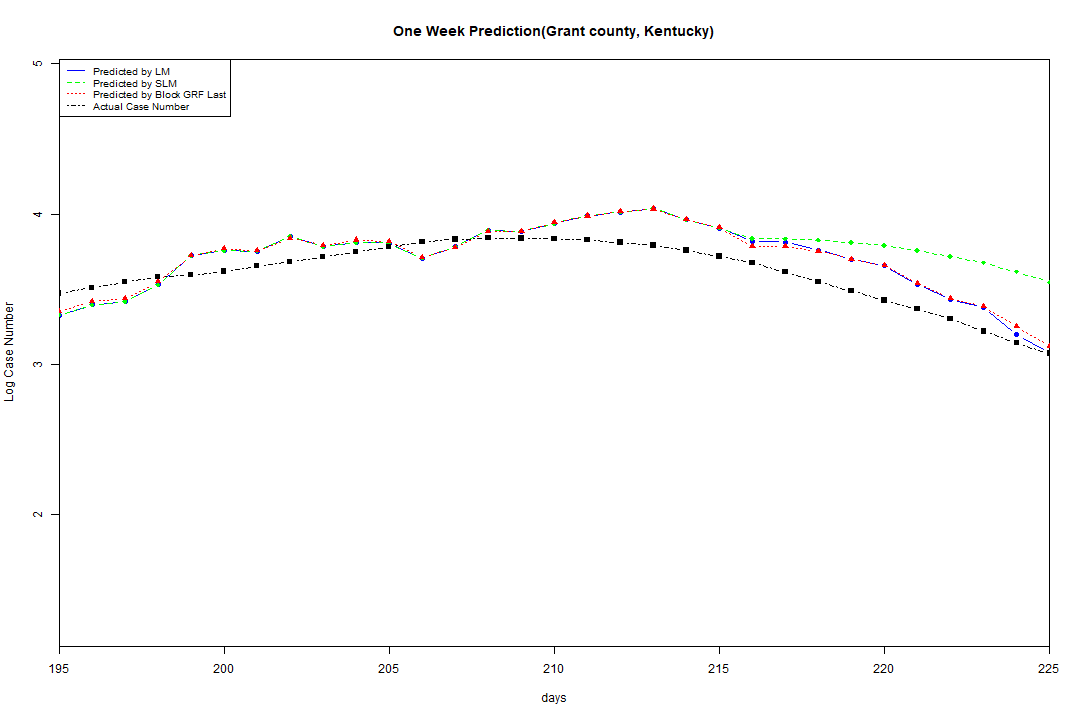 One Week Prediction(Grant county, Kentucky)
Predicted by LM
Predicted by SLM
Predicted by Block GRF Last
Actual Case Number
5
4
3
2
Log Case Number
195 200 205 210 215 220 225
days